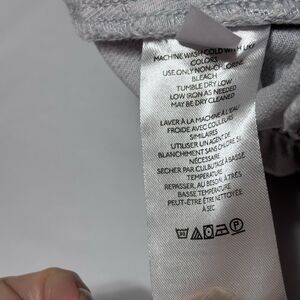 MACHINE WASH COLD WITH LIKE
COLORS
USE ONLY NON-CHLORINE
BLEACH
TUMBLE DRY LOW
LOW IRON AS NEEDED
MAY BE DRY CLEANED
LAVER À LA MACHINE À L'EAU
FROIDE AVEC COULEURS
SIMILAIRES
UTILISER UN AGENT DE
BLANCHIMENT SANS CHLORE, SI
NÉCESSAIRE
SECHER PAR CULBUTAGE À BASSE
TEMPERATURE
REPASSER, AU BESOIN, À TRÈS
BASSE TEMPÉRATURE
PEUT-ÊTRE ÊTRE NETTOYÉE
À SEC